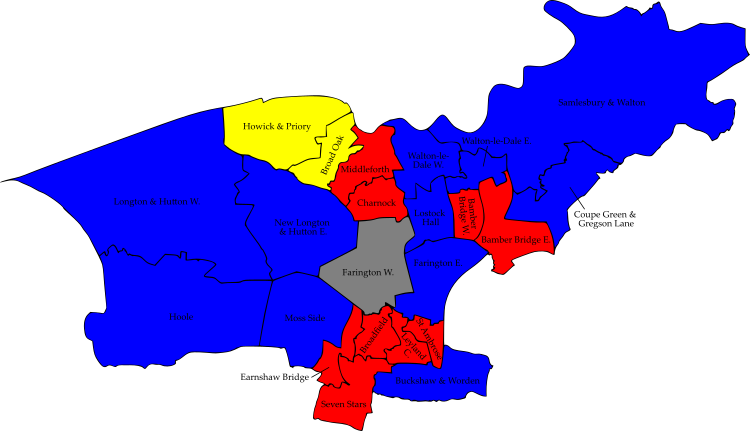 Samlesbury & Walton
Howick & Priory
Broad Oak
Walton-le-Dale E.
Walton-le-
Dale W.
Middleforth
Longton & Hutton W.
Charnock
Coupe Green &
Gregson Lane
New Longton
& Hutton E.
Lostock
Hall
Bamber
Bridge W.
Bamber Bridge E.
Farington W.
Farington E.
Hoole
Moss Side
Broadfield
St Ambrose
Leyland
C.
Earnshaw Bridge
Buckshaw & Worden
Seven Stars